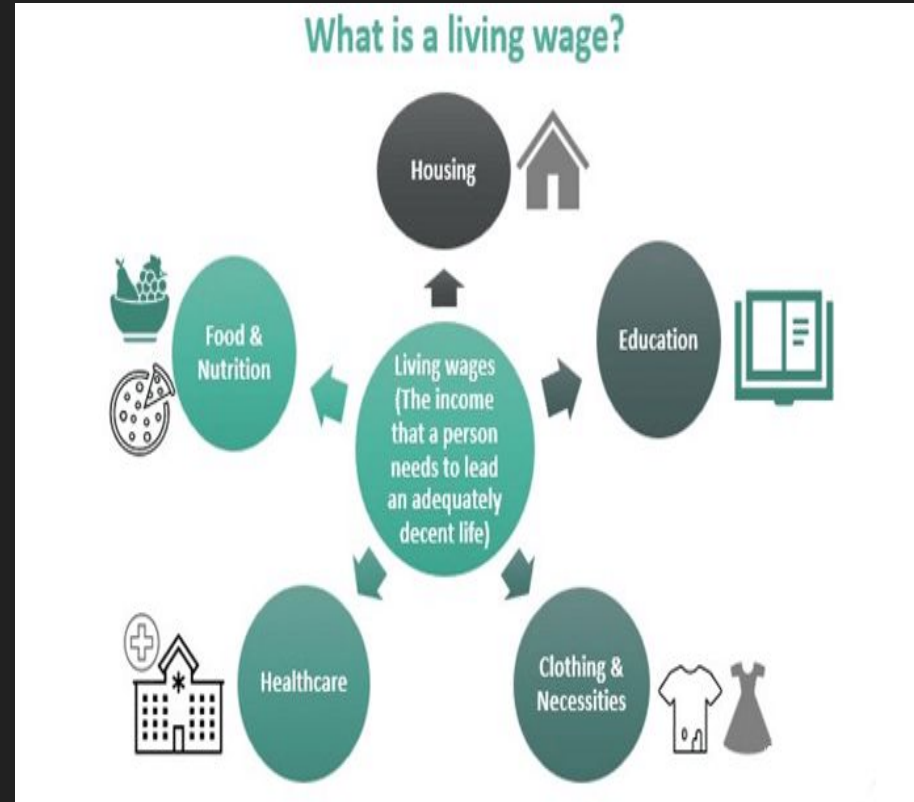 What is a living wage?
Housing
Education
Food &
Nutrition
Living wages
(The income
that a person
needs to lead
an adequately
decent life)
Healthcare
Clothing &
Necessities